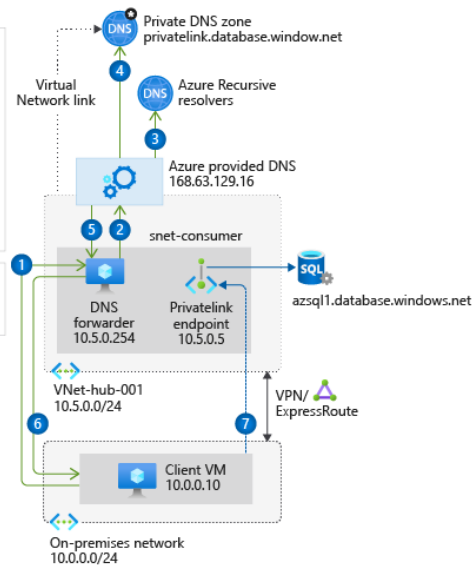 DNS
Private DNS zone
privatelink.database.window.net
4
Virtual
Network link
DNS
Azure Recursive
resolvers
3
Azure provided DNS
168.63.129.16
5
2
snet-consumer
1
SQL
DNS
forwarder
10.5.0.254
Privatelink
endpoint
10.5.0.5
azsql1.database.windows.net
VNet-hub-001
10.5.0.0/24
VPN/
ExpressRoute
6
7
Client VM
10.0.0.10
On-premises network
10.0.0.0/24